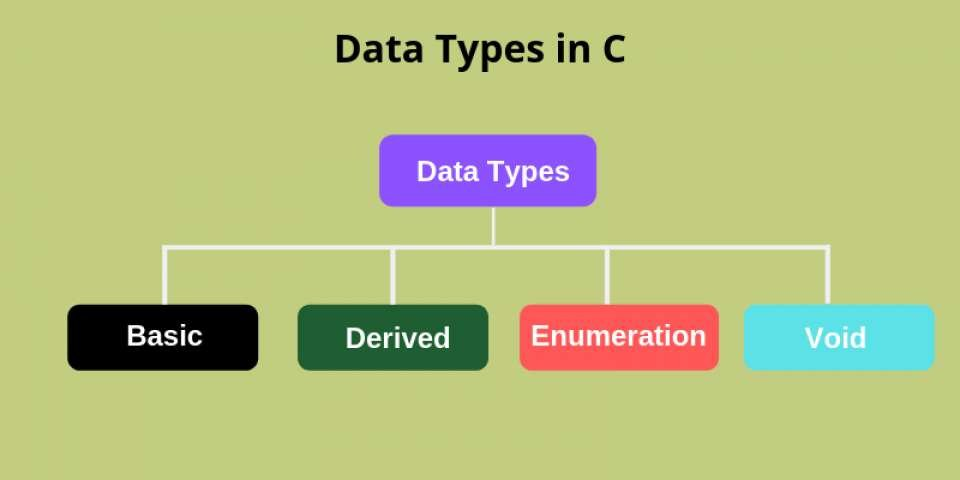 Data Types in C
Data Types
Basic
Derived
Enumeration
Void